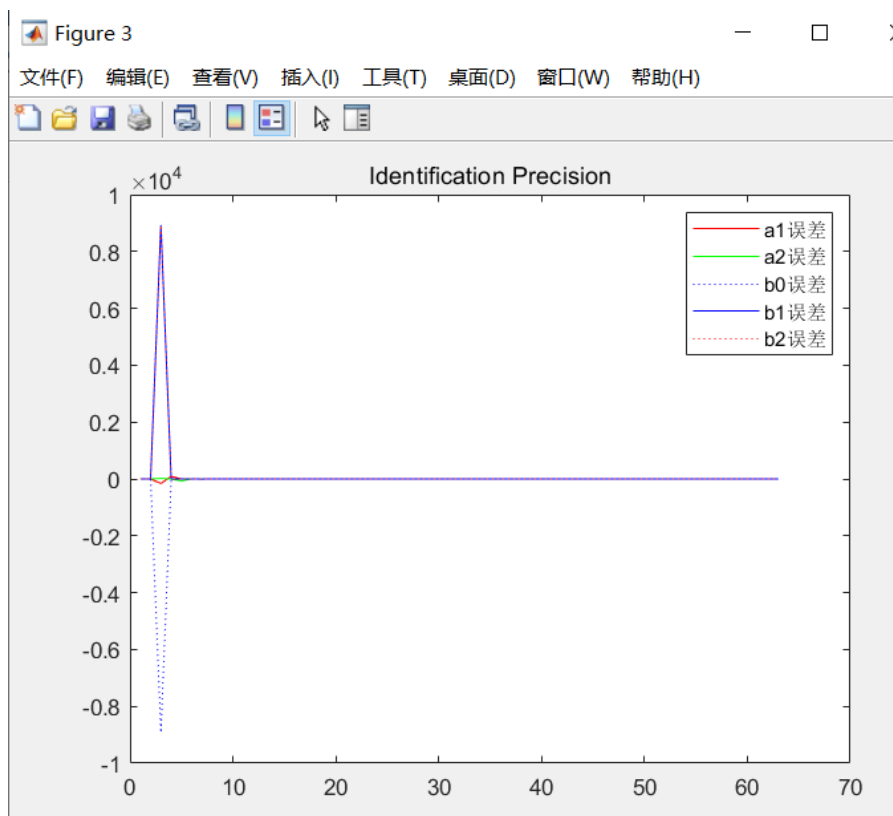 Figure 3
文件(F) 编辑(E) 查看(V) 插入(I) 工具(T) 桌面(D) 窗口(W) 帮助(H)
Identification Precision
×10⁴
1
0.8
0.6
0.4
0.2
0
-0.2
-0.4
-0.6
-0.8
-1
0 10 20 30 40 50 60 70
a1误差
a2误差
b0误差
b1误差
b2误差